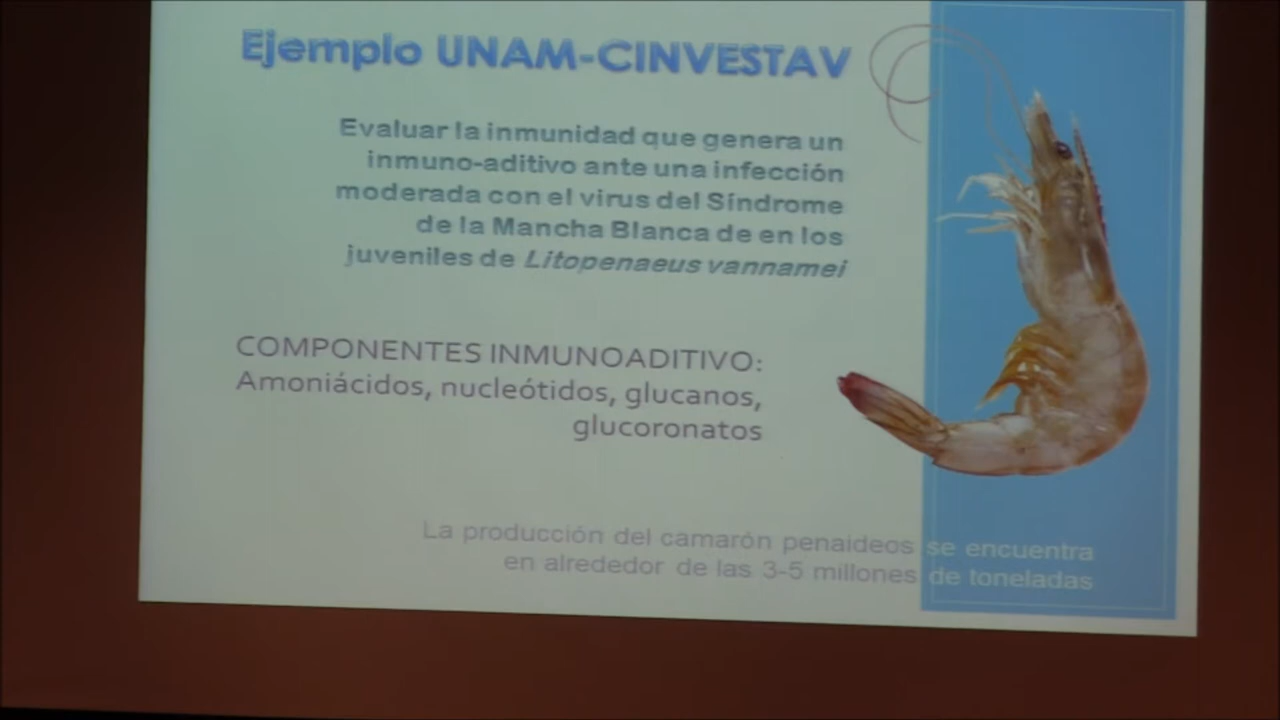 Ejemplo UNAM-CINVESTAV
Evaluar la inmunidad que genera un
inmuno-aditivo ante una infección
moderada con el virus del Síndrome
de la Mancha Blanca de en los
juveniles de Litopenaeus vannamei
COMPONENTES INMUNOADITIVO:
Amoniácidos, nucleótidos, glucanos,
glucoronatos
La producción del camarón penaideos se encuentra
en alrededor de las 3-5 millones de toneladas